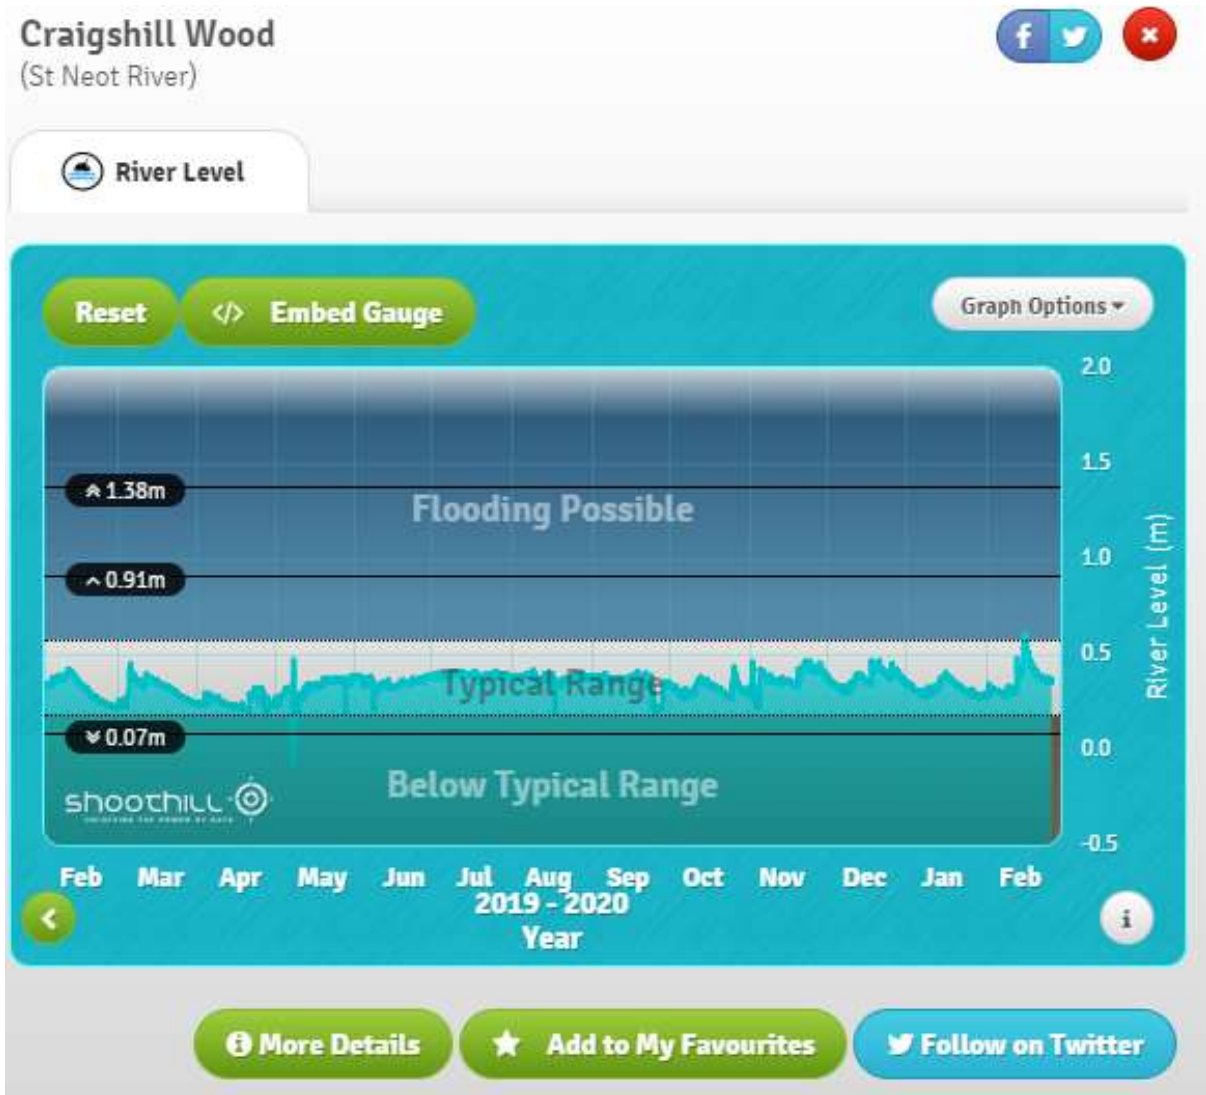 Craigshill Wood
(St Neot River)
River Level
Reset
</> Embed Gauge
Graph Options
2.0
1.5
1.0
0.5
0.0
-0.5
River Level (m)
1.38m
Flooding Possible
0.91m
Typical Range
0.07m
Below Typical Range
shoothill
Feb Mar Apr May Jun Jul Aug Sep Oct Nov Dec Jan Feb
2019 - 2020
Year
More Details
Add to My Favourites
Follow on Twitter